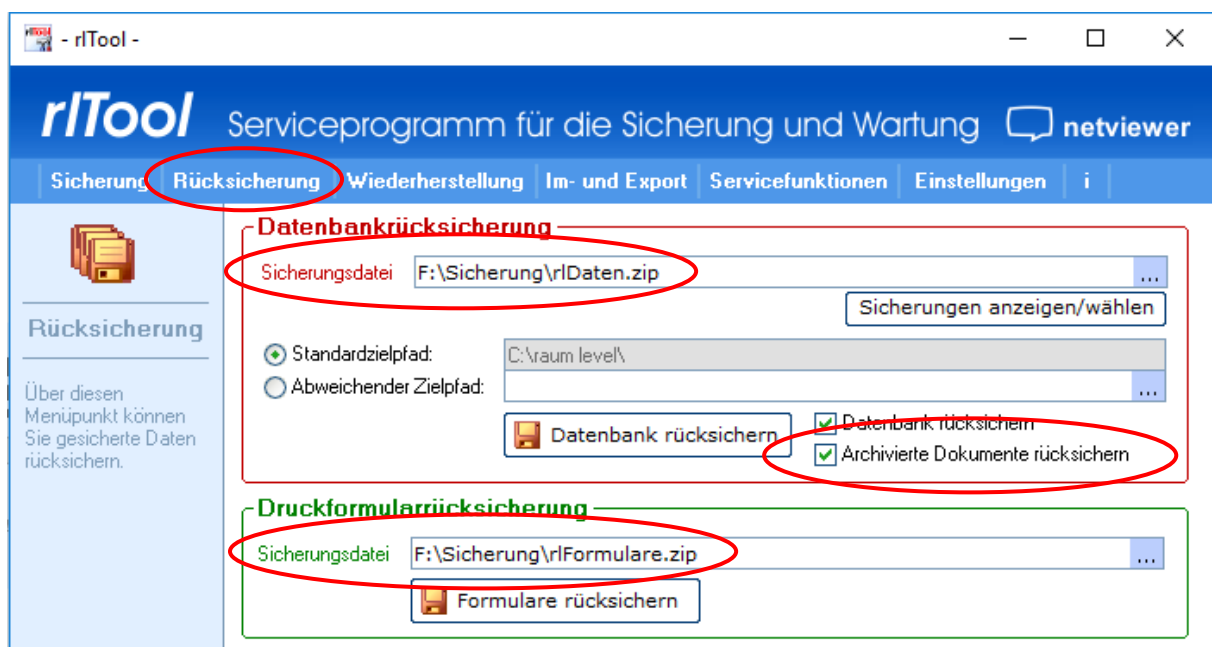 - rlTool -
rlTool Serviceprogramm für die Sicherung und Wartung netviewer
Sicherung Rücksicherung Wiederherstellung Im- und Export Servicefunktionen Einstellungen i
Rücksicherung
Über diesen
Menüpunkt können
Sie gesicherte Daten
rücksichern.
Datenbankrücksicherung
Sicherungsdatei F:\Sicherung\rlDaten.zip ...
Sicherungen anzeigen/wählen
Standardzielpfad: C:\raum level\
Abweichender Zielpfad: ...
Datenbank rücksichern
Datenbank rücksichern
Archivierte Dokumente rücksichern
Druckformularrücksicherung
Sicherungsdatei F:\Sicherung\rlFormulare.zip ...
Formulare rücksichern